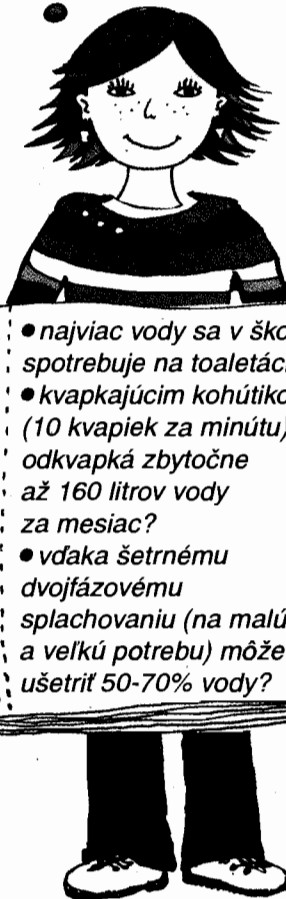 ● najviac vody sa v ško
spotrebuje na toaletác
● kvapkajúcim kohútiko
(10 kvapiek za minútu)
odkvapká zbytočne
až 160 litrov vody
za mesiac?
● vďaka šetrnému
dvojfázovému
splachovaniu (na malú
a veľkú potrebu) môže
ušetriť 50-70% vody?